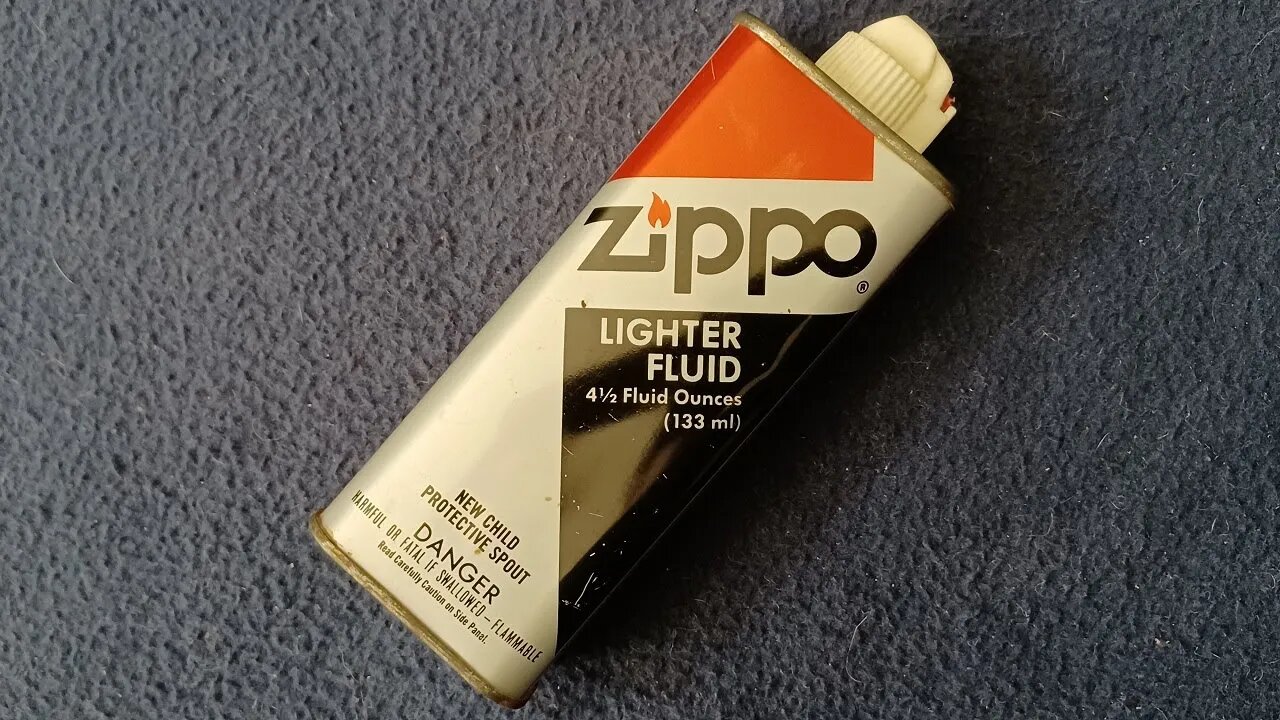 Zippo®
LIGHTER
FLUID
4½ Fluid Ounces
(133 ml)
NEW CHILD
PROTECTIVE SPOUT
DANGER
HARMFUL OR FATAL IF SWALLOWED – FLAMMABLE
Read Carefully Caution on Side Panel.